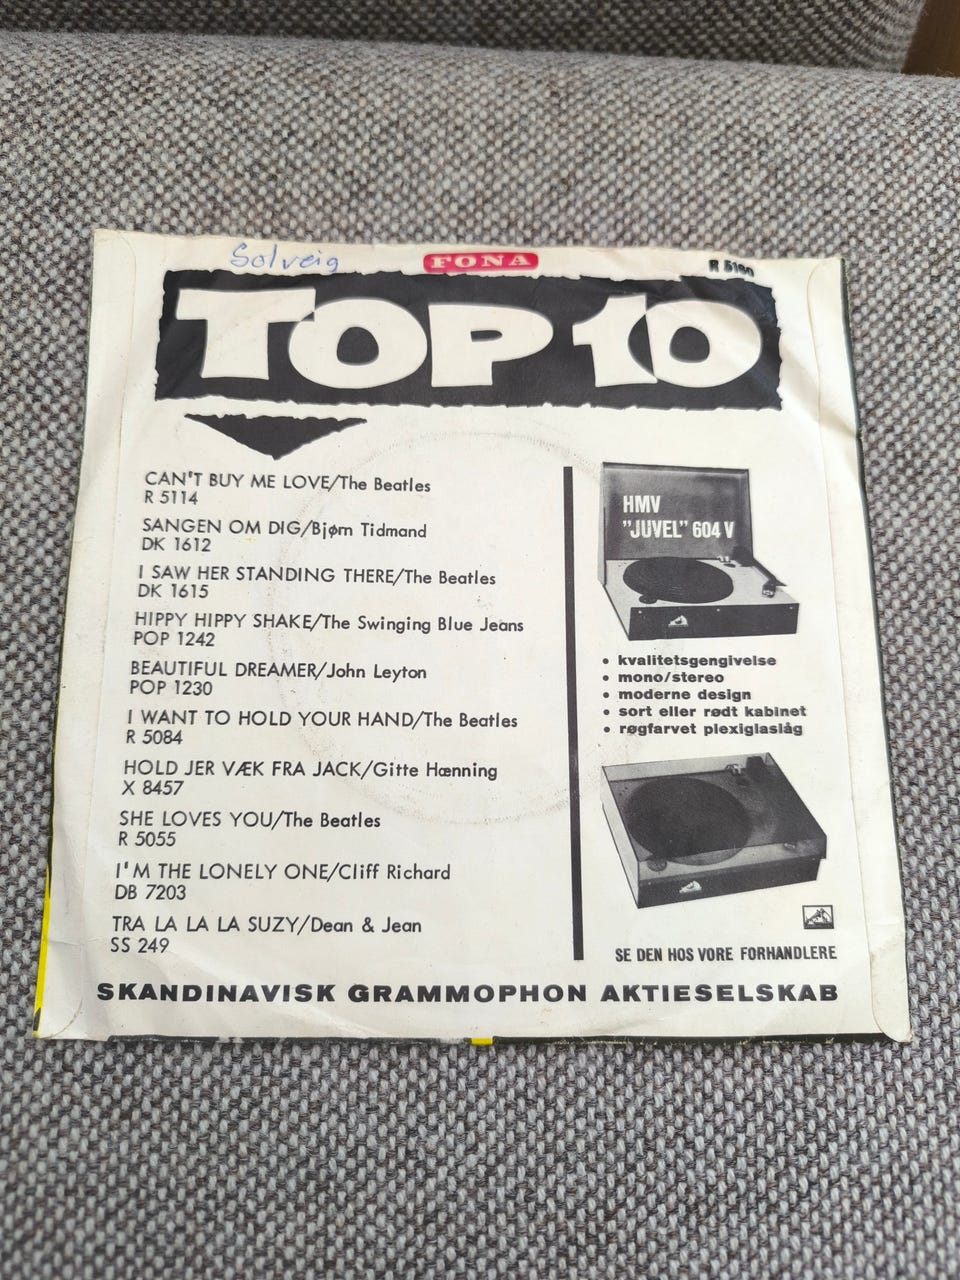 Solveig
FONA
R 5160
TOP 10
CAN'T BUY ME LOVE/The Beatles
R 5114
SANGEN OM DIG/Bjørn Tidmand
DK 1612
I SAW HER STANDING THERE/The Beatles
DK 1615
HIPPY HIPPY SHAKE/The Swinging Blue Jeans
POP 1242
BEAUTIFUL DREAMER/John Leyton
POP 1230
I WANT TO HOLD YOUR HAND/The Beatles
R 5084
HOLD JER VÆK FRA JACK/Gitte Hænning
X 8457
SHE LOVES YOU/The Beatles
R 5055
I'M THE LONELY ONE/Cliff Richard
DB 7203
TRA LA LA LA SUZY/Dean & Jean
SS 249
HMV
"JUVEL" 604 V
• kvalitetsgengivelse
• mono/stereo
• moderne design
• sort eller rødt kabinet
• røgfarvet plexiglaslåg
SE DEN HOS VORE FORHANDLERE
SKANDINAVISK GRAMMOPHON AKTIESELSKAB